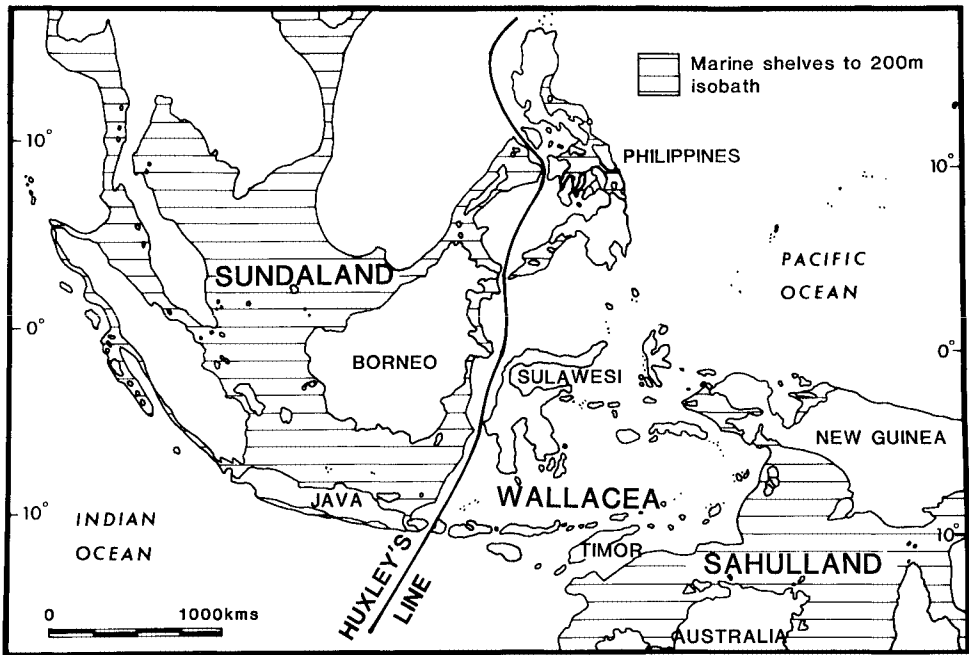 Marine shelves to 200m
isobath
10°
10°
PHILIPPINES
PACIFIC
OCEAN
SUNDALAND
0°
0°
BORNEO
SULAWESI
NEW GUINEA
WALLACEA
JAVA
10°
10°
INDIAN
OCEAN
TIMOR
SAHULLAND
HUXLEY'S
LINE
0 1000kms
AUSTRALIA